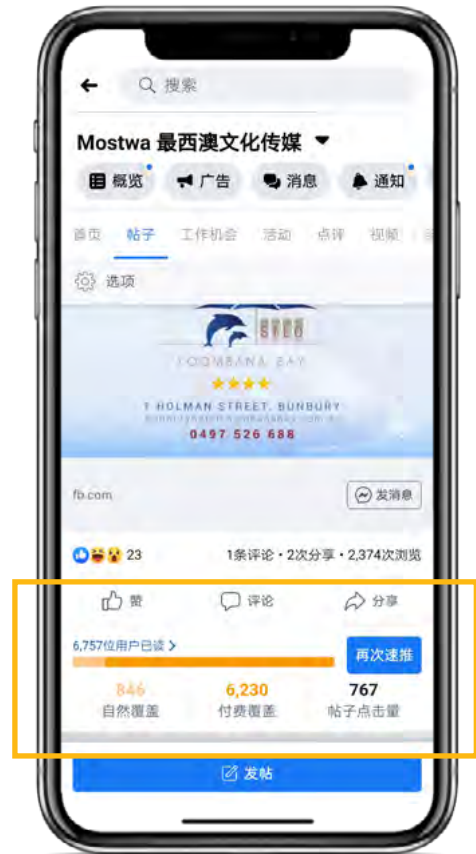 搜索
Mostwa 最西澳文化传媒
概览 广告 消息 通知
首页 帖子 工作机会 活动 点评 视频
选项
KOOMBANA BAY
1 HOLMAN STREET, BUNBURY
0497 526 688
fb.com 发消息
23 1条评论・2次分享・2,374次浏览
赞 评论 分享
6,757位用户已读
再次速推
846 6,230 767
自然覆盖 付费覆盖 帖子点击量
发帖